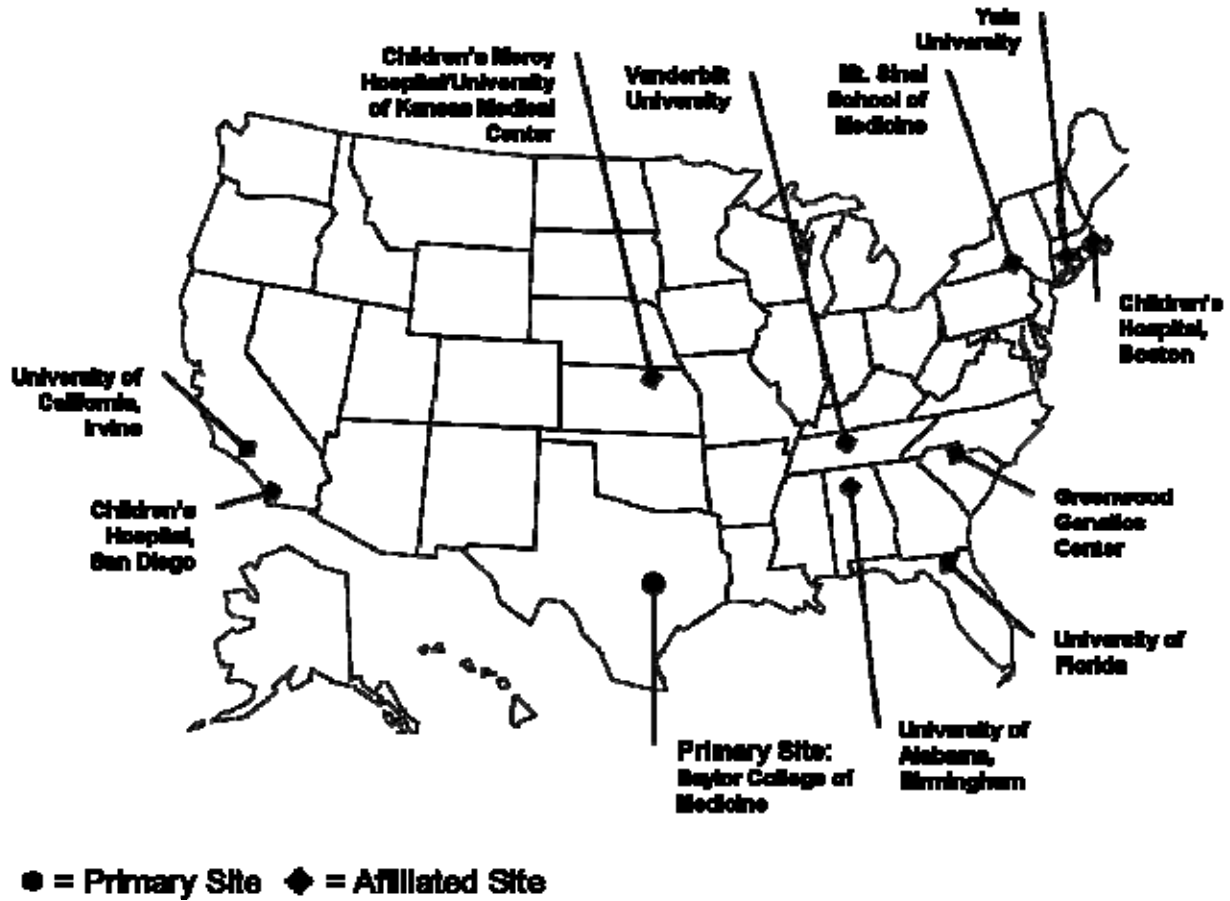 Yale
University
Children's Mercy
Hospital/University
of Kansas Medical
Center
Vanderbilt
University
Mt. Sinai
School of
Medicine
Children's
Hospital,
Boston
University of
California,
Irvine
Children's
Hospital,
San Diego
Greenwood
Genetics
Center
University of
Florida
University of
Alabama,
Birmingham
Primary Site:
Baylor College of
Medicine
= Primary Site = Affiliated Site